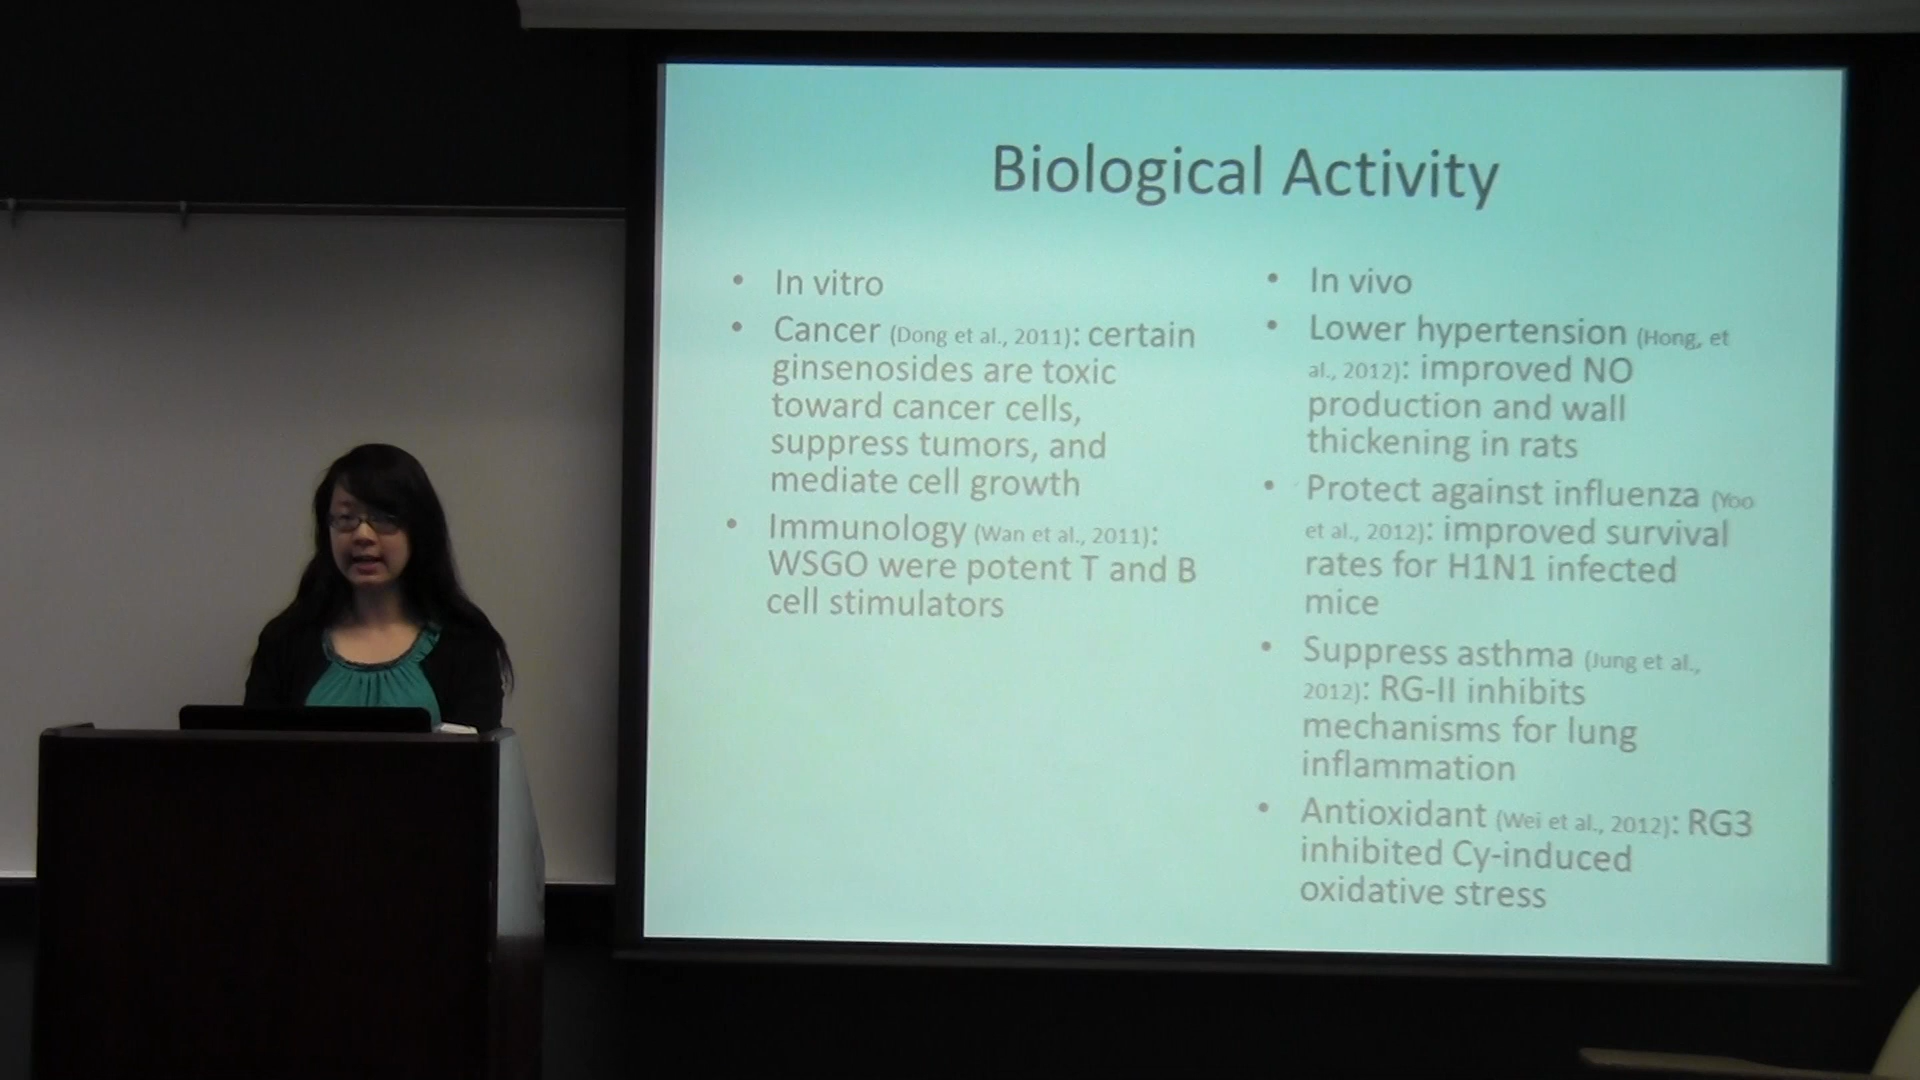 Biological Activity
• In vitro
• Cancer (Dong et al., 2011): certain
ginsenosides are toxic
toward cancer cells,
suppress tumors, and
mediate cell growth
• Immunology (Wan et al., 2011):
WSGO were potent T and B
cell stimulators
• In vivo
• Lower hypertension (Hong, et
al., 2012): improved NO
production and wall
thickening in rats
• Protect against influenza (Yoo
et al., 2012): improved survival
rates for H1N1 infected
mice
• Suppress asthma (Jung et al.,
2012): RG-II inhibits
mechanisms for lung
inflammation
• Antioxidant (Wei et al., 2012): RG3
inhibited Cy-induced
oxidative stress